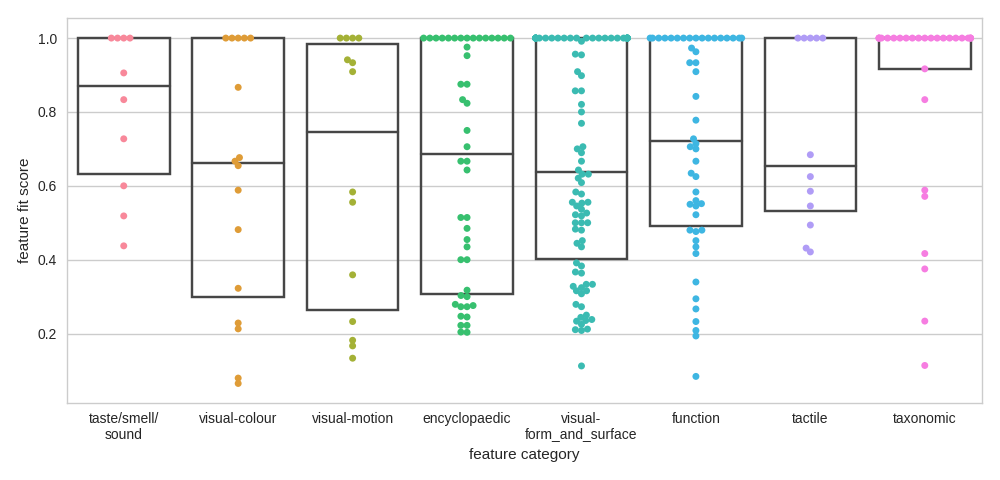 feature fit score
1.0
0.8
0.6
0.4
0.2
taste/smell/
sound
visual-colour
visual-motion
encyclopaedic
visual-
form_and_surface
function
tactile
taxonomic
feature category